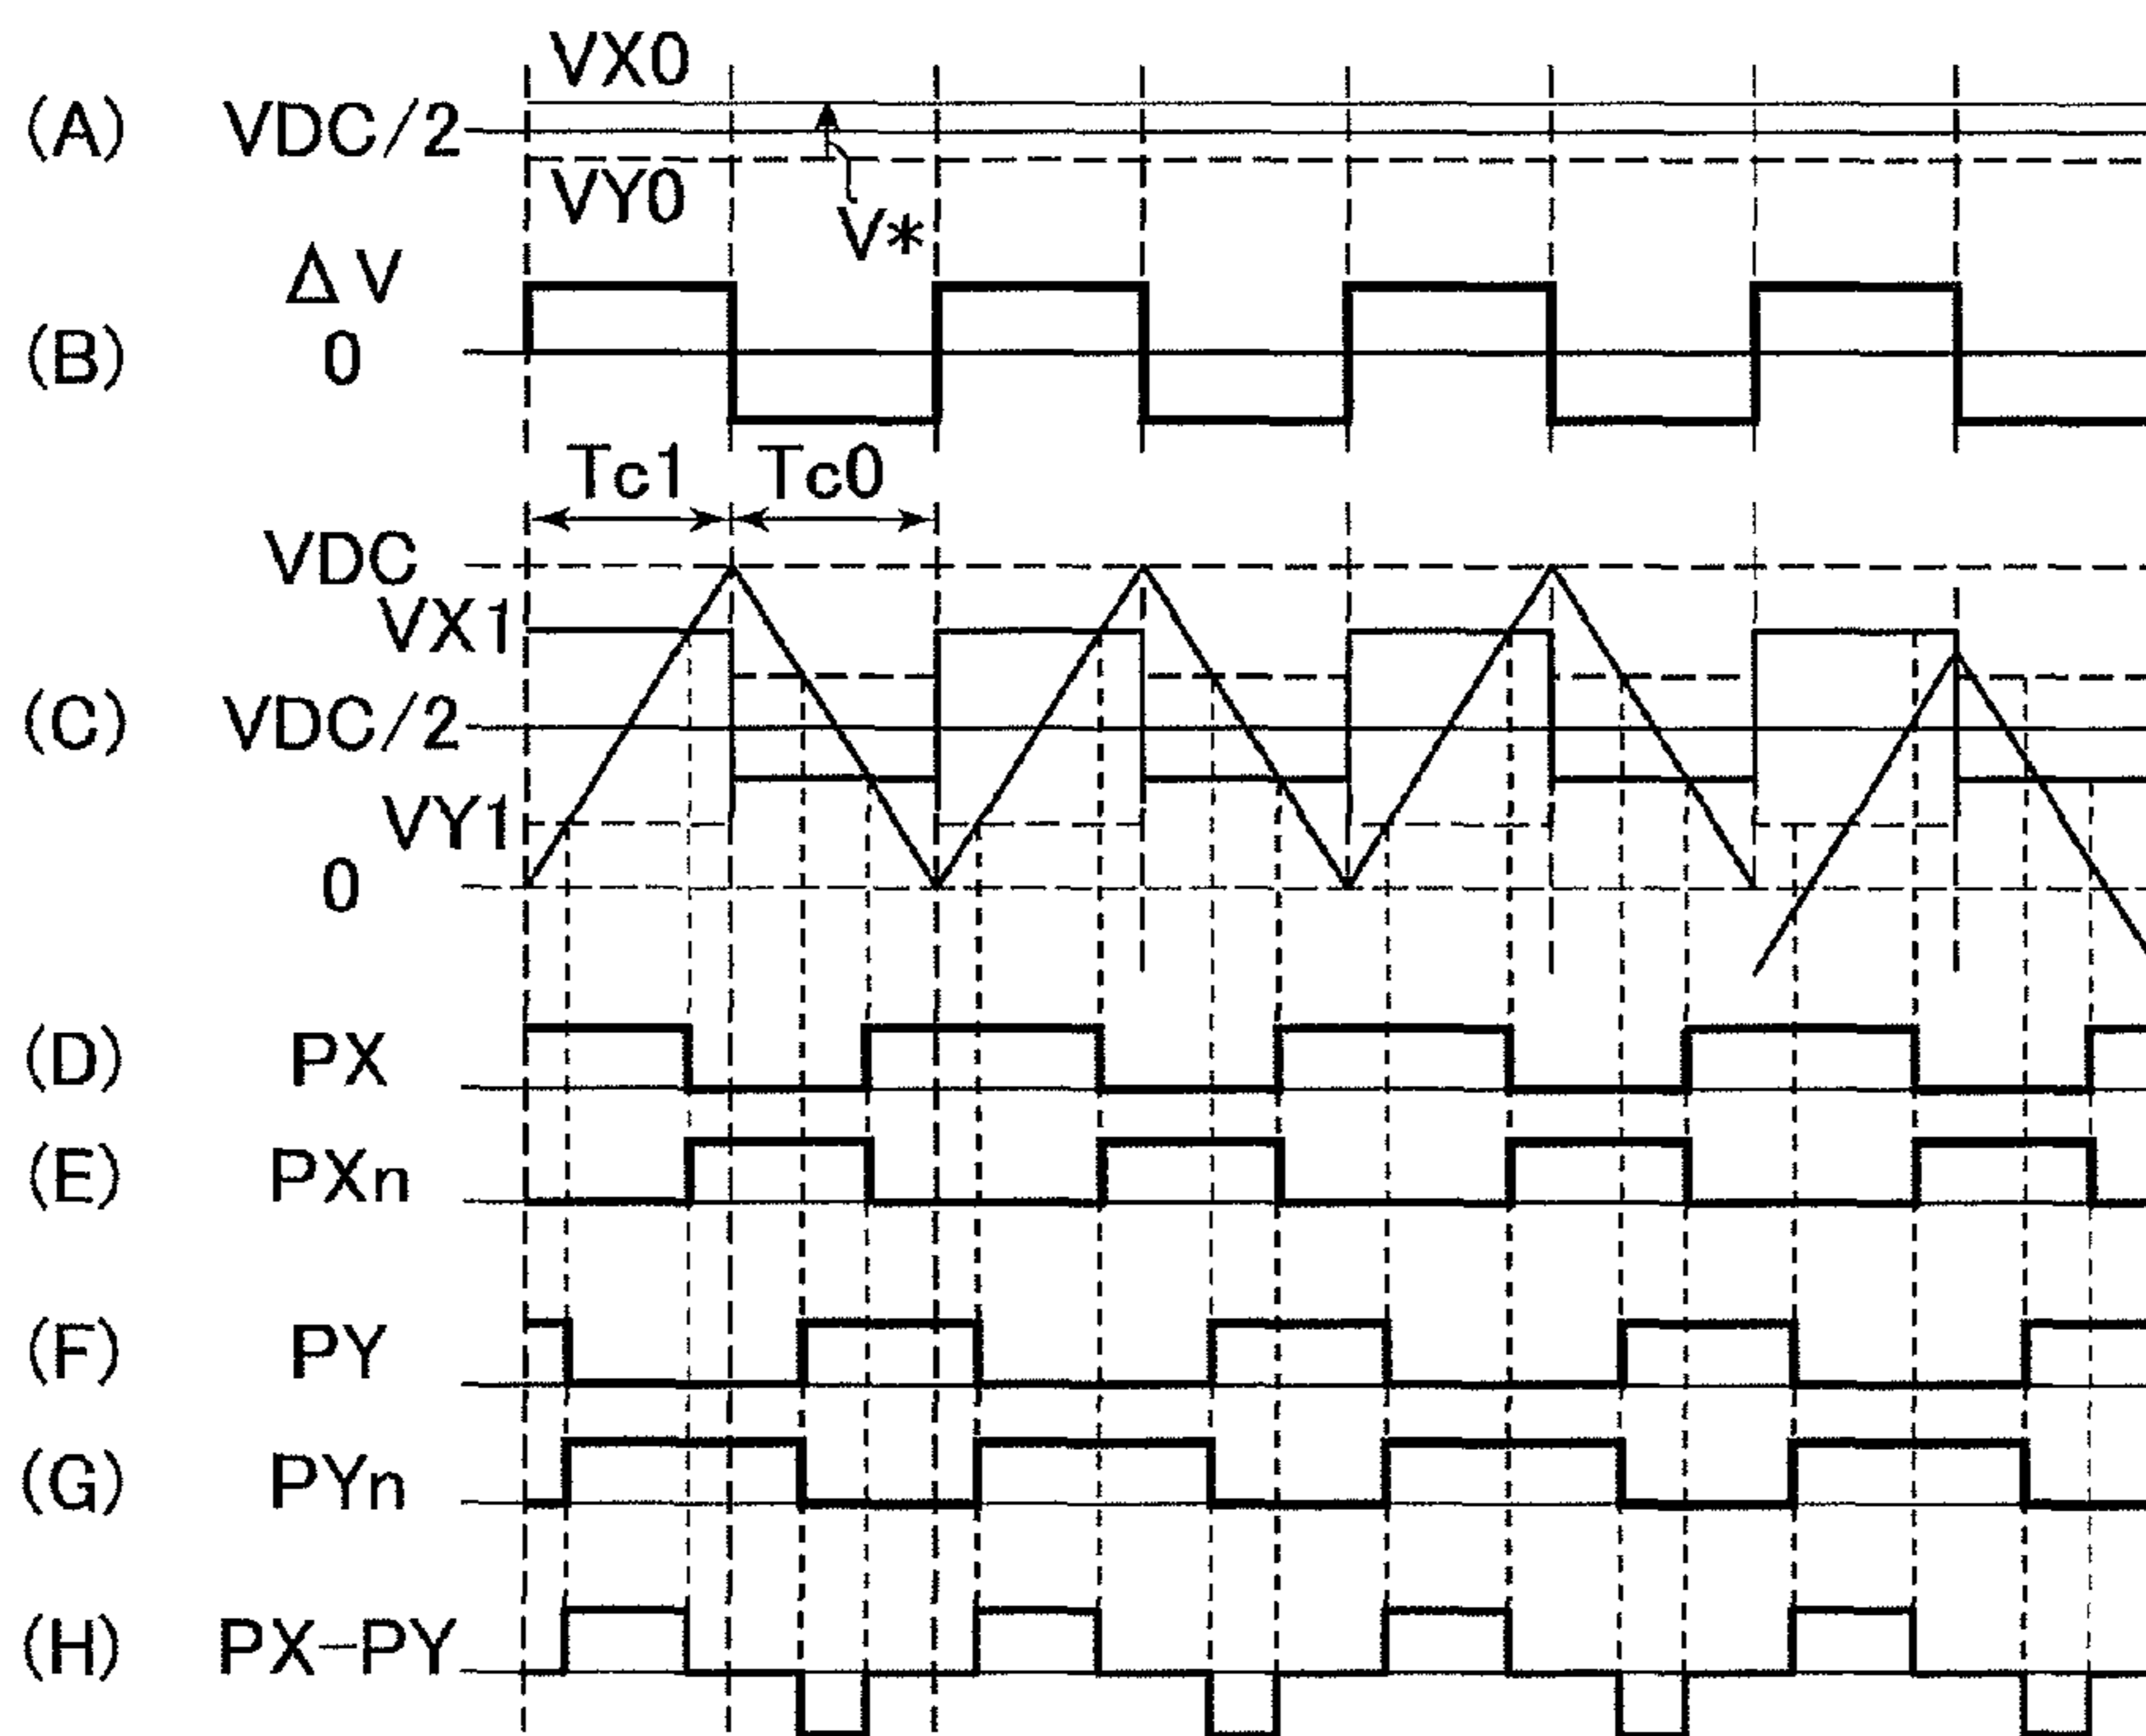 VX0
(A) VDC/2
VY0
V*
ΔV
(B) 0
Tc1 Tc0
VDC
VX1
(C) VDC/2
VY1
0
(D) PX
(E) PXn
(F) PY
(G) PYn
(H) PX-PY